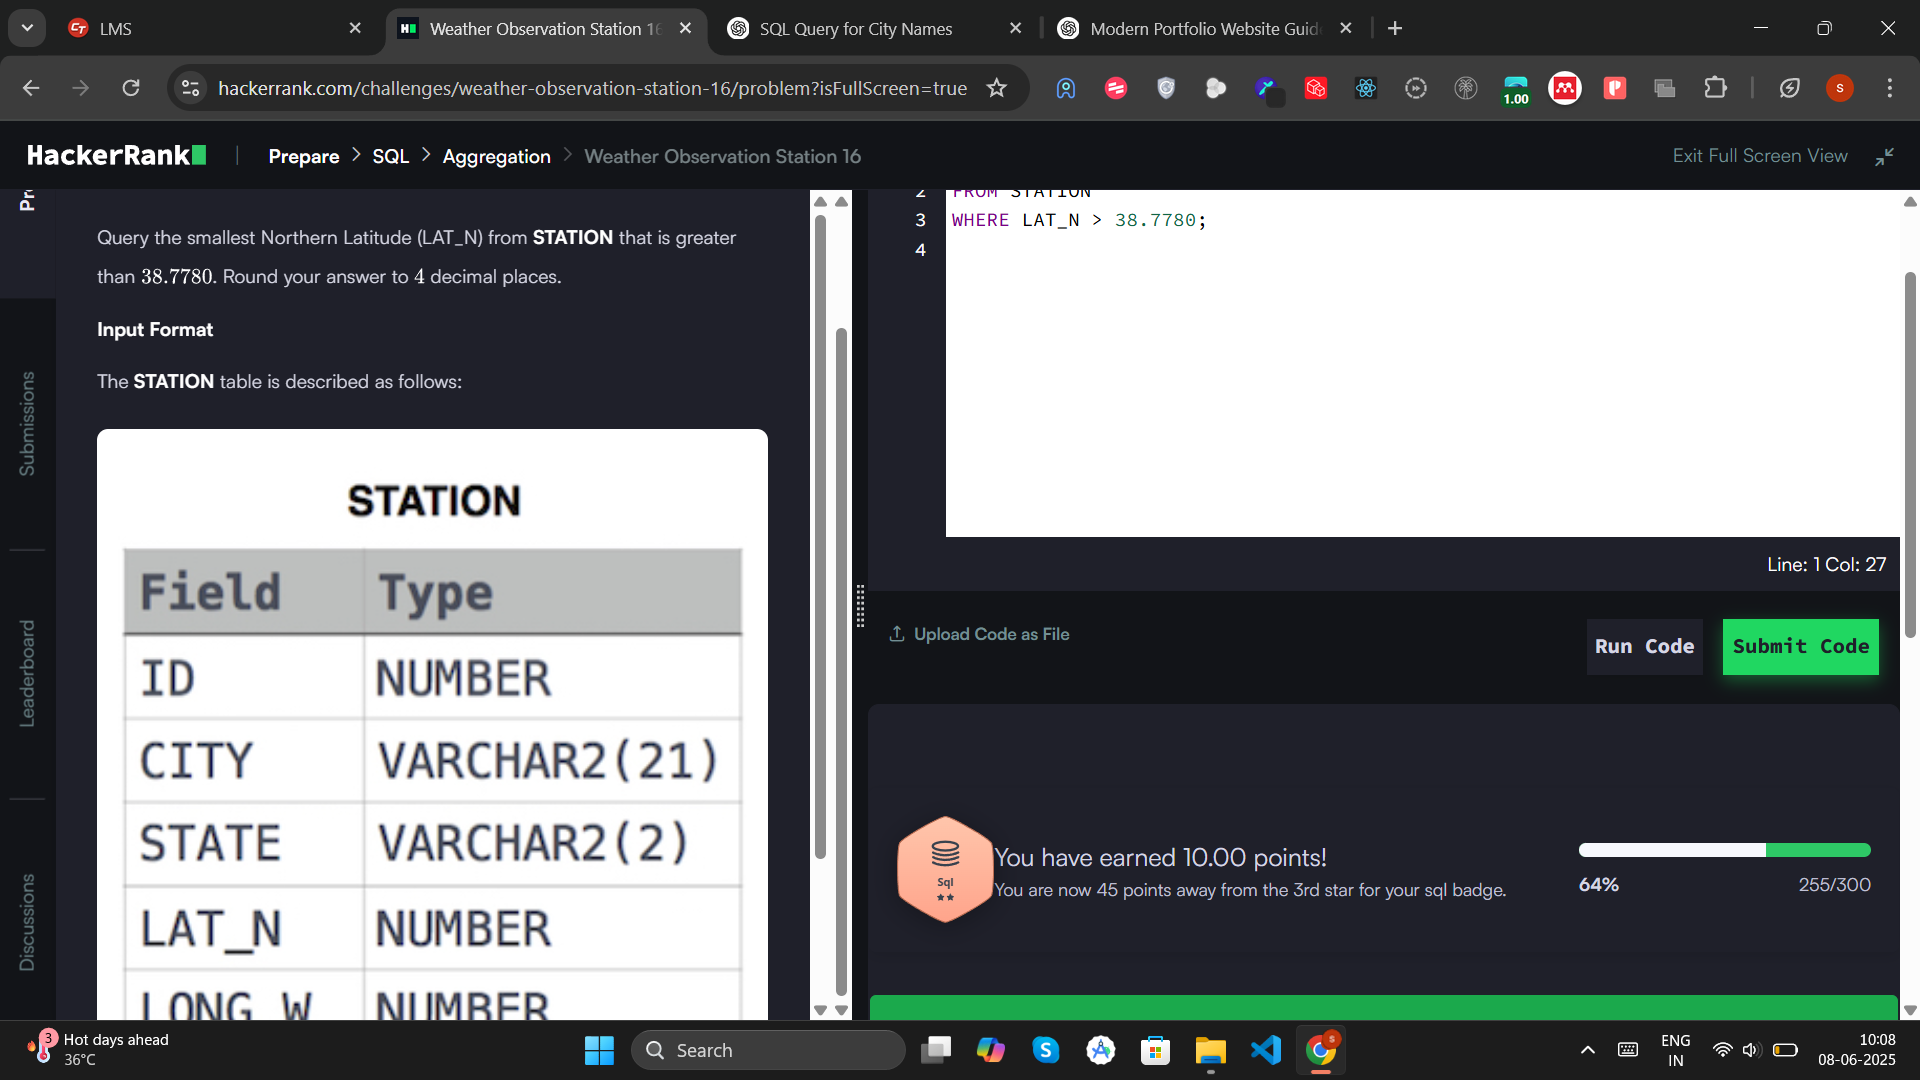 LMS
Weather Observation Station 16
SQL Query for City Names
Modern Portfolio Website Guid
hackerrank.com/challenges/weather-observation-station-16/problem?isFullScreen=true
1.00
S
HackerRank
Prepare > SQL > Aggregation > Weather Observation Station 16
Exit Full Screen View
Pr
Submissions
Leaderboard
Discussions
Query the smallest Northern Latitude (LAT_N) from STATION that is greater
than 38.7780. Round your answer to 4 decimal places.
Input Format
The STATION table is described as follows:
STATION
Field Type
ID NUMBER
CITY VARCHAR2(21)
STATE VARCHAR2(2)
LAT_N NUMBER
LONG_W NUMBER
2 FROM STATION
3 WHERE LAT_N > 38.7780;
4
Line: 1 Col: 27
Upload Code as File
Run Code
Submit Code
Sql
You have earned 10.00 points!
You are now 45 points away from the 3rd star for your sql badge.
64%
255/300
3
Hot days ahead
36°C
Search
S
S
ENG
IN
10:08
08-06-2025